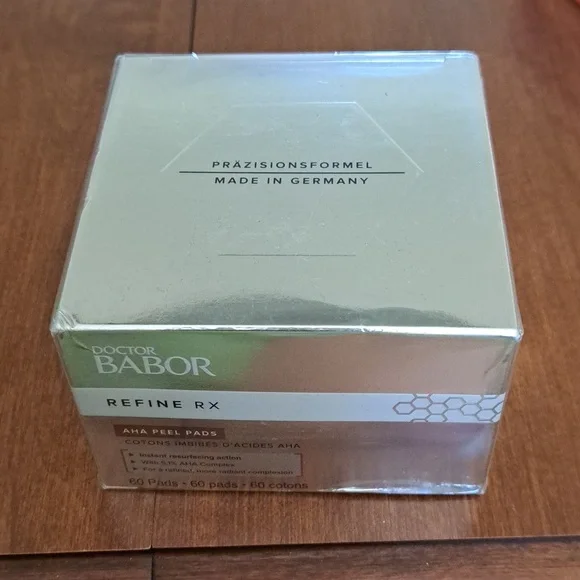 PRÄZISIONSFORMEL
MADE IN GERMANY
DOCTOR
BABOR
REFINE RX
AHA PEEL PADS
COTONS IMBIBÉS D'ACIDES AHA
Instant resurfacing action
With 5.1% AHA-Complex
For a refined, more radiant complexion
60 Pads • 60 pads • 60 cotons